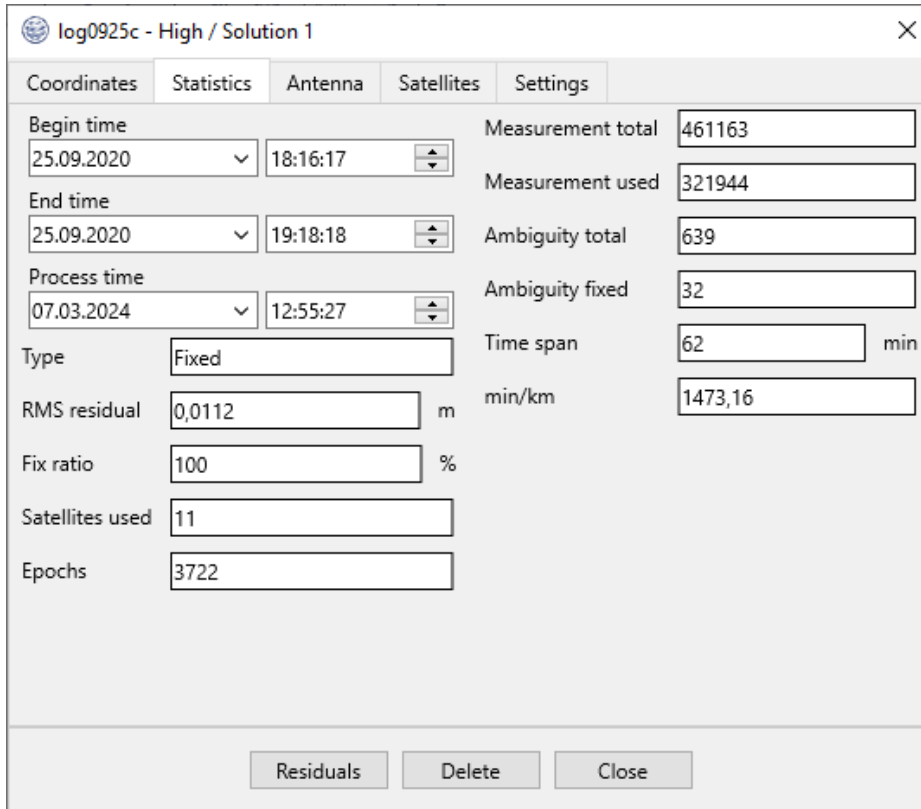 log0925c - High / Solution 1
Coordinates Statistics Antenna Satellites Settings
Begin time
25.09.2020 18:16:17
End time
25.09.2020 19:18:18
Process time
07.03.2024 12:55:27
Type Fixed
RMS residual 0,0112 m
Fix ratio 100 %
Satellites used 11
Epochs 3722
Measurement total 461163
Measurement used 321944
Ambiguity total 639
Ambiguity fixed 32
Time span 62 min
min/km 1473,16
Residuals Delete Close